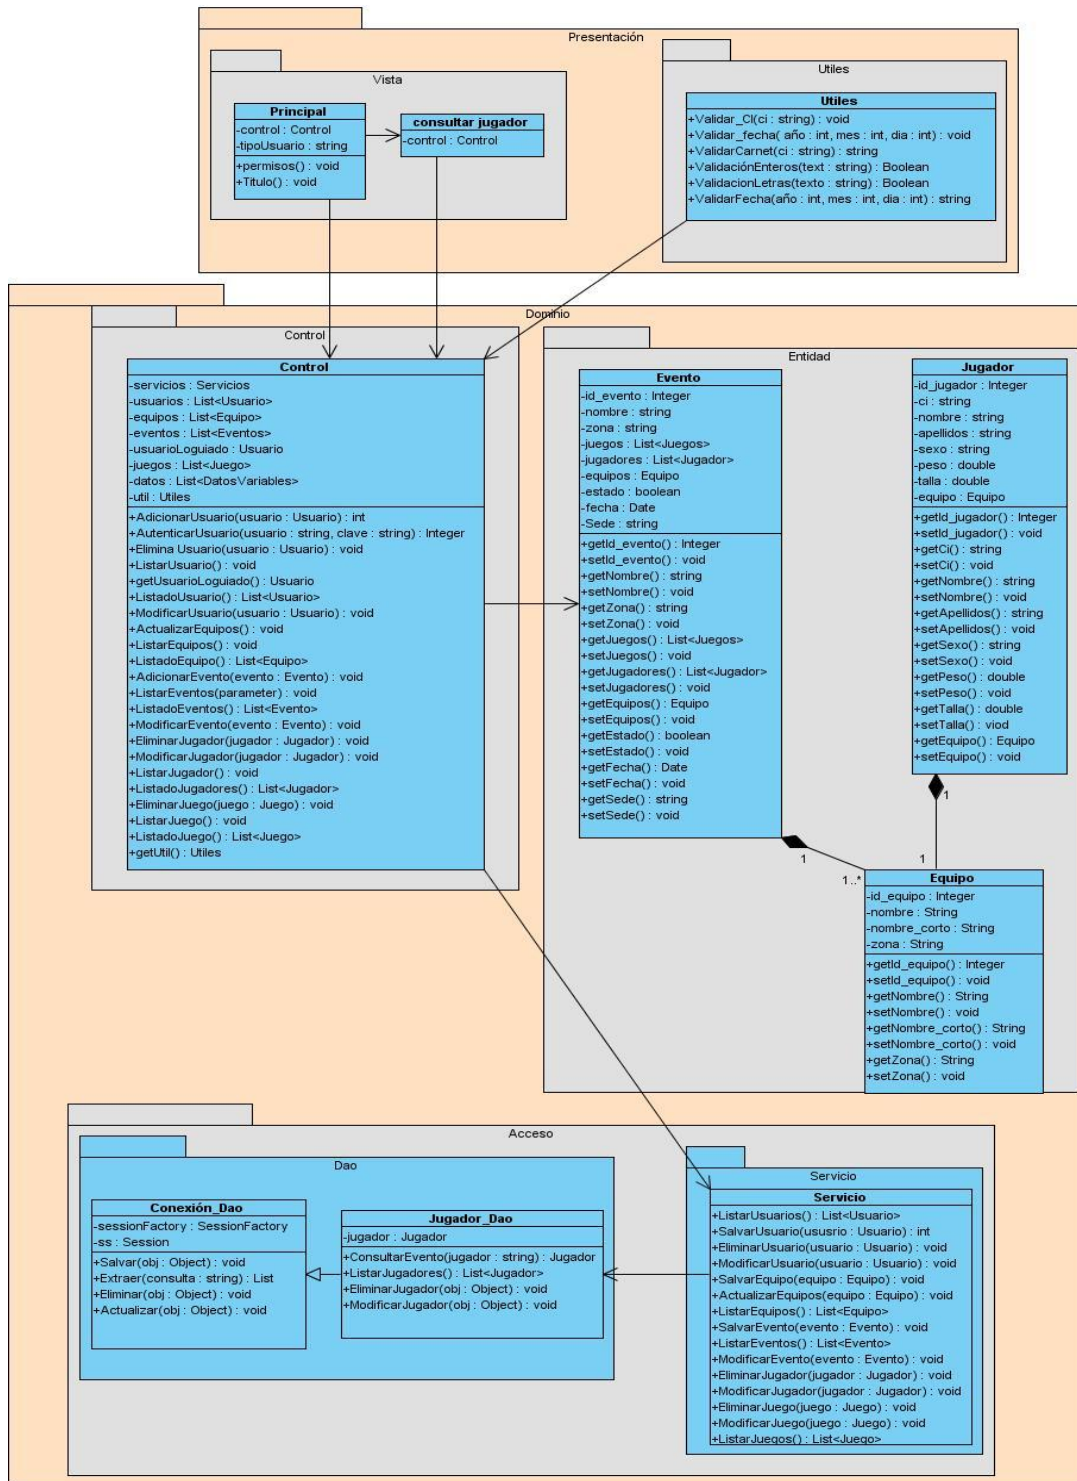 Presentación
Vista
Principal
-control : Control
-tipoUsuario : string
+permisos() : void
+Titulo() : void
consultar jugador
-control : Control
Utiles
Utiles
+Validar_CI(ci : string) : void
+Validar_fecha( año : int, mes : int, dia : int) : void
+ValidarCarnet(ci : string) : string
+ValidaciónEnteros(text : string) : Boolean
+ValidacionLetras(texto : string) : Boolean
+ValidarFecha(año : int, mes : int, dia : int) : string
Dominio
Control
Control
-servicios : Servicios
-usuarios : List<Usuario>
-equipos : List<Equipo>
-eventos : List<Eventos>
-usuarioLoguiado : Usuario
-juegos : List<Juego>
-datos : List<DatosVariables>
-util : Utiles
+AdicionarUsuario(usuario : Usuario) : int
+AutenticarUsuario(usuario : string, clave : string) : Integer
+Elimina Usuario(usuario : Usuario) : void
+ListarUsuario() : void
+getUsuarioLoguiado() : Usuario
+ListadoUsuario() : List<Usuario>
+ModificarUsuario(usuario : Usuario) : void
+ActualizarEquipos() : void
+ListarEquipos() : void
+ListadoEquipo() : List<Equipo>
+AdicionarEvento(evento : Evento) : void
+ListarEventos(parameter) : void
+ListadoEventos() : List<Evento>
+ModificarEvento(evento : Evento) : void
+EliminarJugador(jugador : Jugador) : void
+ModificarJugador(jugador : Jugador) : void
+ListarJugador() : void
+ListadoJugadores() : List<Jugador>
+EliminarJuego(juego : Juego) : void
+ListarJuego() : void
+ListadoJuego() : List<Juego>
+getUtil() : Utiles
Entidad
Evento
-id_evento : Integer
-nombre : string
-zona : string
-juegos : List<Juegos>
-jugadores : List<Jugador>
-equipos : Equipo
-estado : boolean
-fecha : Date
-Sede : string
+getId_evento() : Integer
+setId_evento() : void
+getNombre() : string
+setNombre() : void
+getZona() : string
+setZona() : void
+getJuegos() : List<Juegos>
+setJuegos() : void
+getJugadores() : List<Jugador>
+setJugadores() : void
+getEquipos() : Equipo
+setEquipos() : void
+getEstado() : boolean
+setEstado() : void
+getFecha() : Date
+setFecha() : void
+getSede() : string
+setSede() : void
Jugador
-id_jugador : Integer
-ci : string
-nombre : string
-apellidos : string
-sexo : string
-peso : double
-talla : double
-equipo : Equipo
+getId_jugador() : Integer
+setId_jugador() : void
+getCi() : string
+setCi() : void
+getNombre() : string
+setNombre() : void
+getApellidos() : string
+setApellidos() : void
+getSexo() : string
+setSexo() : void
+getPeso() : double
+setPeso() : void
+getTalla() : double
+setTalla() : viod
+getEquipo() : Equipo
+setEquipo() : void
1
1
1
1..*
Equipo
-id_equipo : Integer
-nombre : String
-nombre_corto : String
-zona : String
+getId_equipo() : Integer
+setId_equipo() : void
+getNombre() : String
+setNombre() : void
+getNombre_corto() : String
+setNombre_corto() : void
+getZona() : String
+setZona() : void
Acceso
Dao
Conexión_Dao
-sessionFactory : SessionFactory
-ss : Session
+Salvar(obj : Object) : void
+Extraer(consulta : string) : List
+Eliminar(obj : Object) : void
+Actualizar(obj : Object) : void
Jugador_Dao
-jugador : Jugador
+ConsultarEvento(jugador : string) : Jugador
+ListarJugadores() : List<Jugador>
+EliminarJugador(obj : Object) : void
+ModificarJugador(obj : Object) : void
Servicio
Servicio
+ListarUsuarios() : List<Usuario>
+SalvarUsuario(ususrio : Usuario) : int
+EliminarUsuario(usuario : Usuario) : void
+ModificarUsuario(usuario : Usuario) : void
+SalvarEquipo(equipo : Equipo) : void
+ActualizarEquipos(equipo : Equipo) : void
+ListarEquipos() : List<Equipo>
+SalvarEvento(evento : Evento) : void
+ListarEventos() : List<Evento>
+ModificarEvento(evento : Evento) : void
+EliminarJugador(jugador : Jugador) : void
+ModificarJugador(jugador : Jugador) : void
+EliminarJuego(juego : Juego) : void
+ModificarJuego(juego : Juego) : void
+ListarJuegos() : List<Juego>